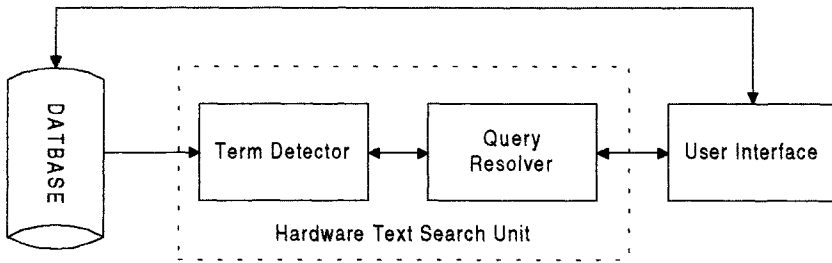 DATBASE
Term Detector
Query
Resolver
User Interface
Hardware Text Search Unit